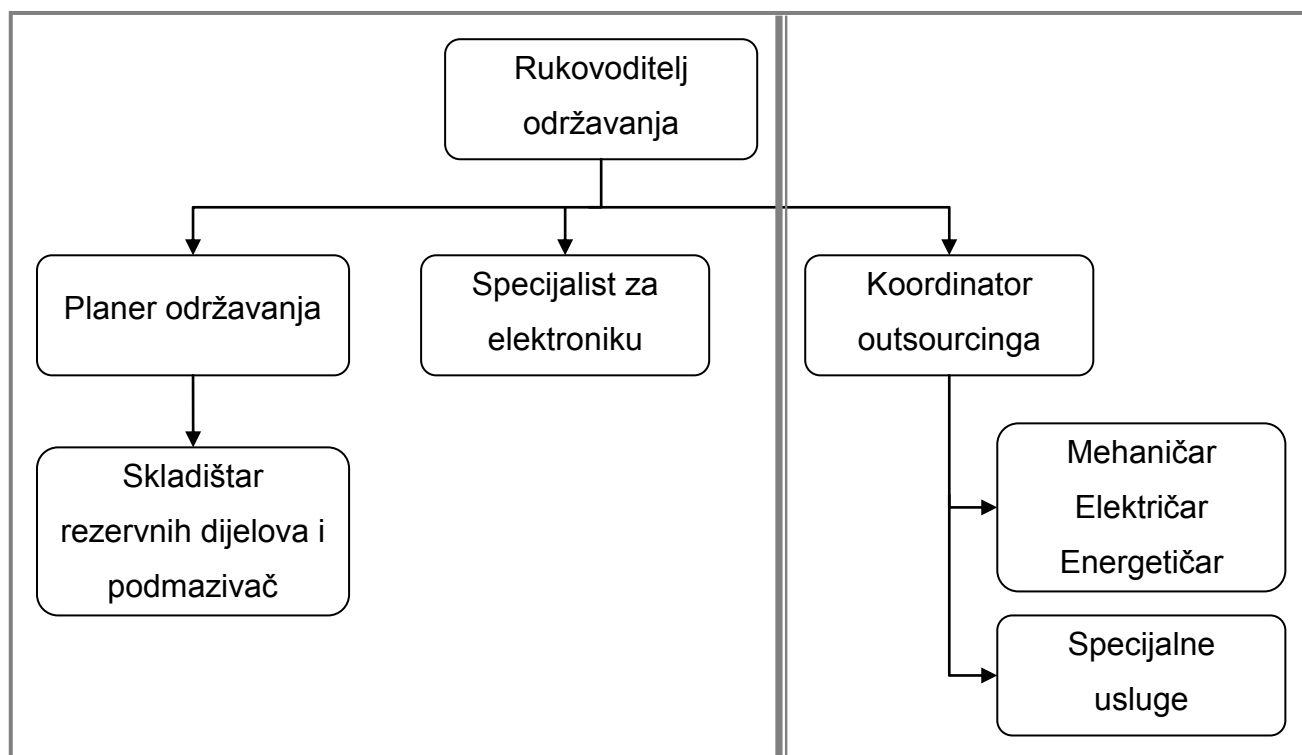 Rukovoditelj
održavanja
Planer održavanja
Specijalist za
elektroniku
Koordinator
outsourcinga
Skladištar
rezervnih dijelova i
podmazivač
Mehaničar
Električar
Energetičar
Specijalne
usluge